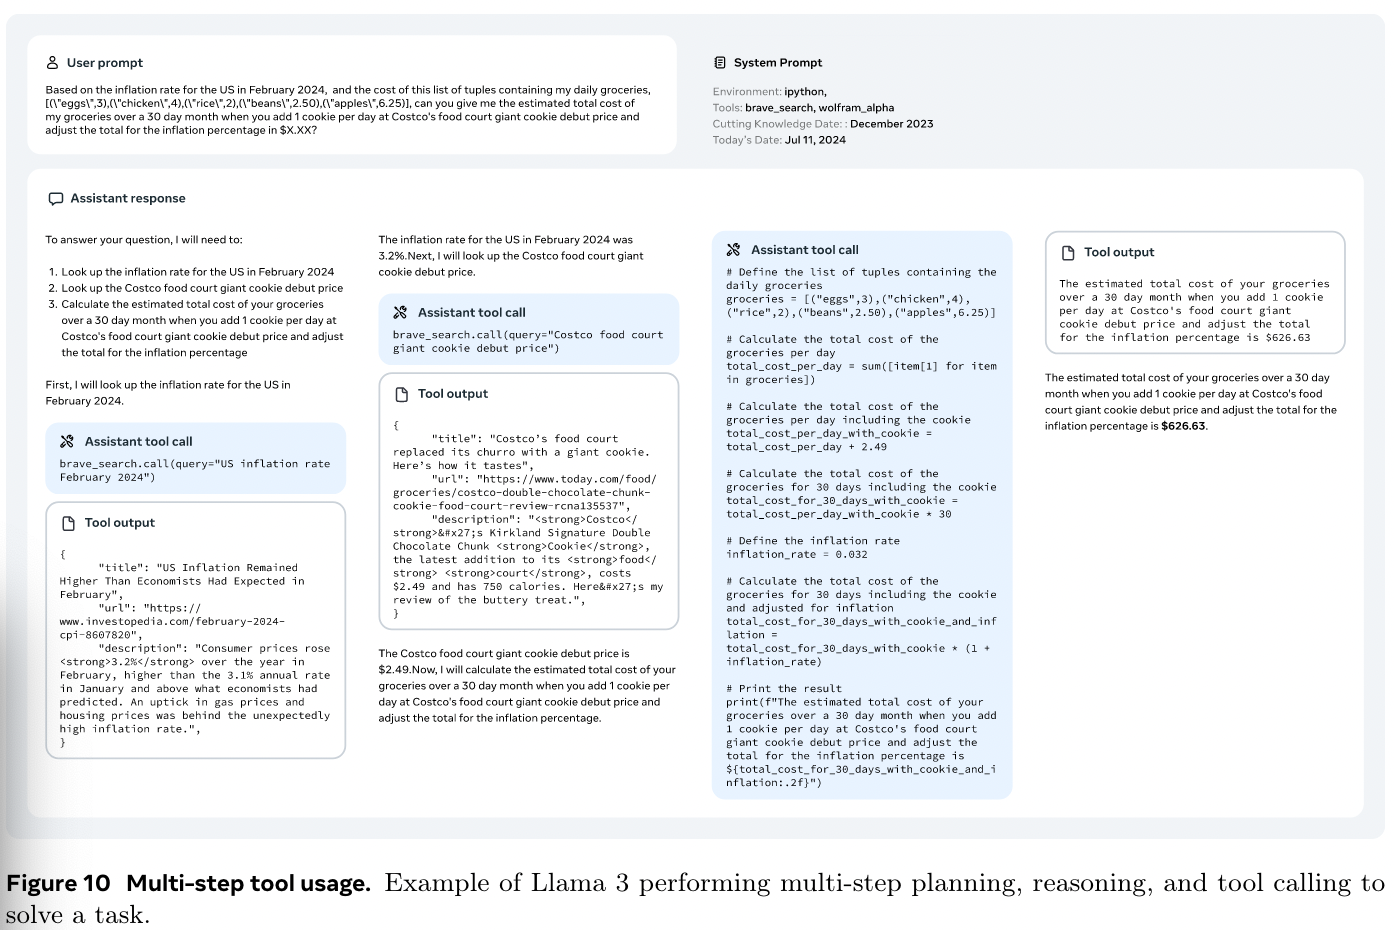 User prompt
Based on the inflation rate for the US in February 2024,  and the cost of this list of tuples containing my daily groceries,
[(\"eggs\",3),(\"chicken\",4),(\"rice\",2),(\"beans\",2.50),(\"apples\",6.25)], can you give me the estimated total cost of
my groceries over a 30 day month when you add 1 cookie per day at Costco's food court giant cookie debut price and
adjust the total for the inflation percentage in $X.XX?
System Prompt
Environment: ipython,
Tools: brave_search, wolfram_alpha
Cutting Knowledge Date: : December 2023
Today's Date: Jul 11, 2024
Assistant response
To answer your question, I will need to:
1. Look up the inflation rate for the US in February 2024
2. Look up the Costco food court giant cookie debut price
3. Calculate the estimated total cost of your groceries
over a 30 day month when you add 1 cookie per day at
Costco's food court giant cookie debut price and adjust
the total for the inflation percentage
First, I will look up the inflation rate for the US in
February 2024.
Assistant tool call
brave_search.call(query="US inflation rate
February 2024")
Tool output
{
"title": "US Inflation Remained
Higher Than Economists Had Expected in
February",
"url": "https://
www.investopedia.com/february-2024-
cpi-8607820",
"description": "Consumer prices rose
<strong>3.2%</strong> over the year in
February, higher than the 3.1% annual rate
in January and above what economists had
predicted. An uptick in gas prices and
housing prices was behind the unexpectedly
high inflation rate.",
}
The inflation rate for the US in February 2024 was
3.2%.Next, I will look up the Costco food court giant
cookie debut price.
Assistant tool call
brave_search.call(query="Costco food court
giant cookie debut price")
Tool output
{
"title": "Costco’s food court
replaced its churro with a giant cookie.
Here’s how it tastes",
"url": "https://www.today.com/food/
groceries/costco-double-chocolate-chunk-
cookie-food-court-review-rcna135537",
"description": "<strong>Costco</
strong>&#x27;s Kirkland Signature Double
Chocolate Chunk <strong>Cookie</strong>,
the latest addition to its <strong>food</
strong> <strong>court</strong>, costs
$2.49 and has 750 calories. Here&#x27;s my
review of the buttery treat.",
}
The Costco food court giant cookie debut price is
$2.49.Now, I will calculate the estimated total cost of your
groceries over a 30 day month when you add 1 cookie per
day at Costco's food court giant cookie debut price and
adjust the total for the inflation percentage.
Assistant tool call
# Define the list of tuples containing the
daily groceries
groceries = [("eggs",3),("chicken",4),
("rice",2),("beans",2.50),("apples",6.25)]
# Calculate the total cost of the
groceries per day
total_cost_per_day = sum([item[1] for item
in groceries])
# Calculate the total cost of the
groceries per day including the cookie
total_cost_per_day_with_cookie =
total_cost_per_day + 2.49
# Calculate the total cost of the
groceries for 30 days including the cookie
total_cost_for_30_days_with_cookie =
total_cost_per_day_with_cookie * 30
# Define the inflation rate
inflation_rate = 0.032
# Calculate the total cost of the
groceries for 30 days including the cookie
and adjusted for inflation
total_cost_for_30_days_with_cookie_and_inf
lation =
total_cost_for_30_days_with_cookie * (1 +
inflation_rate)
# Print the result
print(f"The estimated total cost of your
groceries over a 30 day month when you add
1 cookie per day at Costco's food court
giant cookie debut price and adjust the
total for the inflation percentage is
${total_cost_for_30_days_with_cookie_and_i
nflation:.2f}")
Tool output
The estimated total cost of your groceries
over a 30 day month when you add 1 cookie
per day at Costco's food court giant
cookie debut price and adjust the total
for the inflation percentage is $626.63
The estimated total cost of your groceries over a 30 day
month when you add 1 cookie per day at Costco's food
court giant cookie debut price and adjust the total for the
inflation percentage is $626.63.
Figure 10 Multi-step tool usage. Example of Llama 3 performing multi-step planning, reasoning, and tool calling to
solve a task.